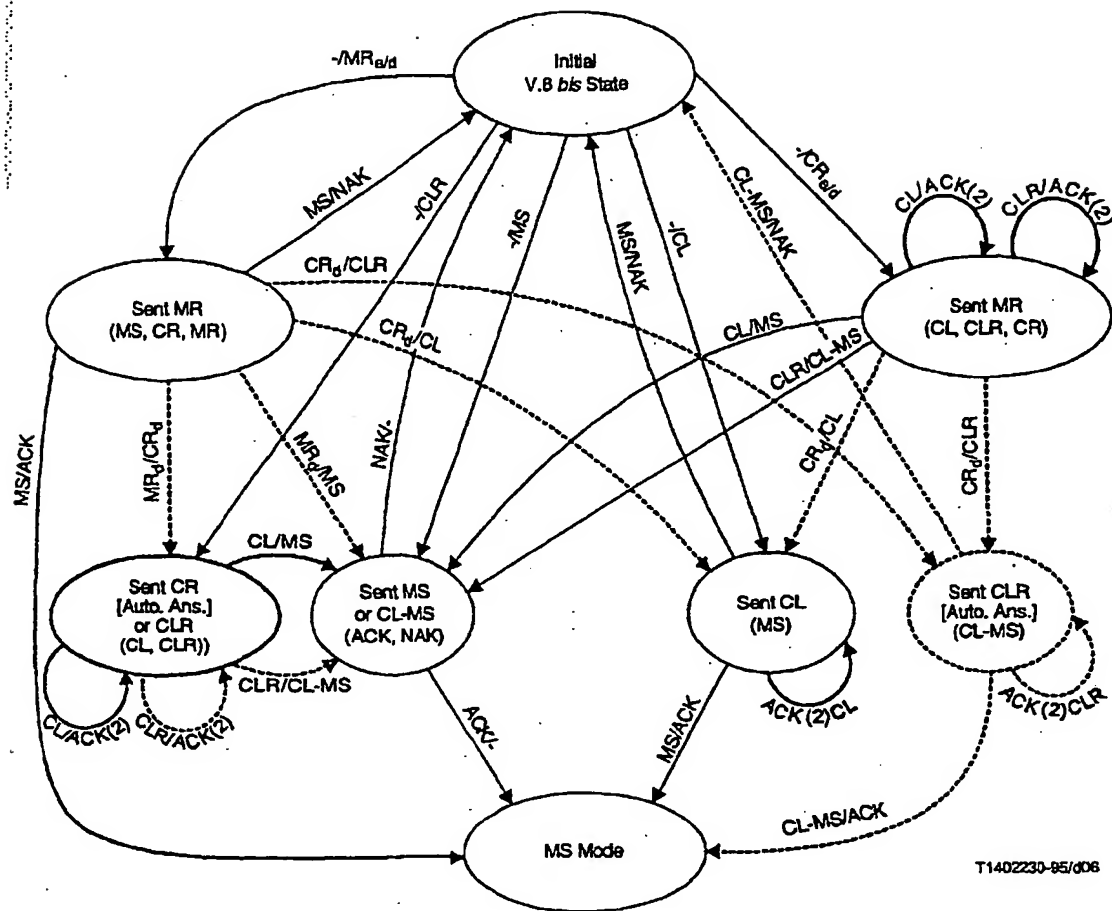 Initial
V.8 bis State
-/MRe/d
MS/NAK
-/CLR
-/MS
MS/NAK
-/CL
CL-MS/NAK
-/CRe/d
CL/ACK(2)
CLR/ACK(2)
Sent MR
(MS, CR, MR)
CRd/CLR
CRd/CL
Sent MR
(CL, CLR, CR)
CL/MS
CLR/CL-MS
MS/ACK
MRd/CRd
MRd/MS
NAK/-
CRd/CL
CRd/CLR
Sent CR
[Auto. Ans.]
or CLR
(CL, CLR))
CL/MS
Sent MS
or CL-MS
(ACK, NAK)
Sent CL
(MS)
Sent CLR
[Auto. Ans.]
(CL-MS)
CLR/CL-MS
CL/ACK(2)
CLR/ACK(2)
ACK/-
MS/ACK
ACK(2)CL
ACK(2)CLR
MS Mode
CL-MS/ACK
T1402230-95/d06